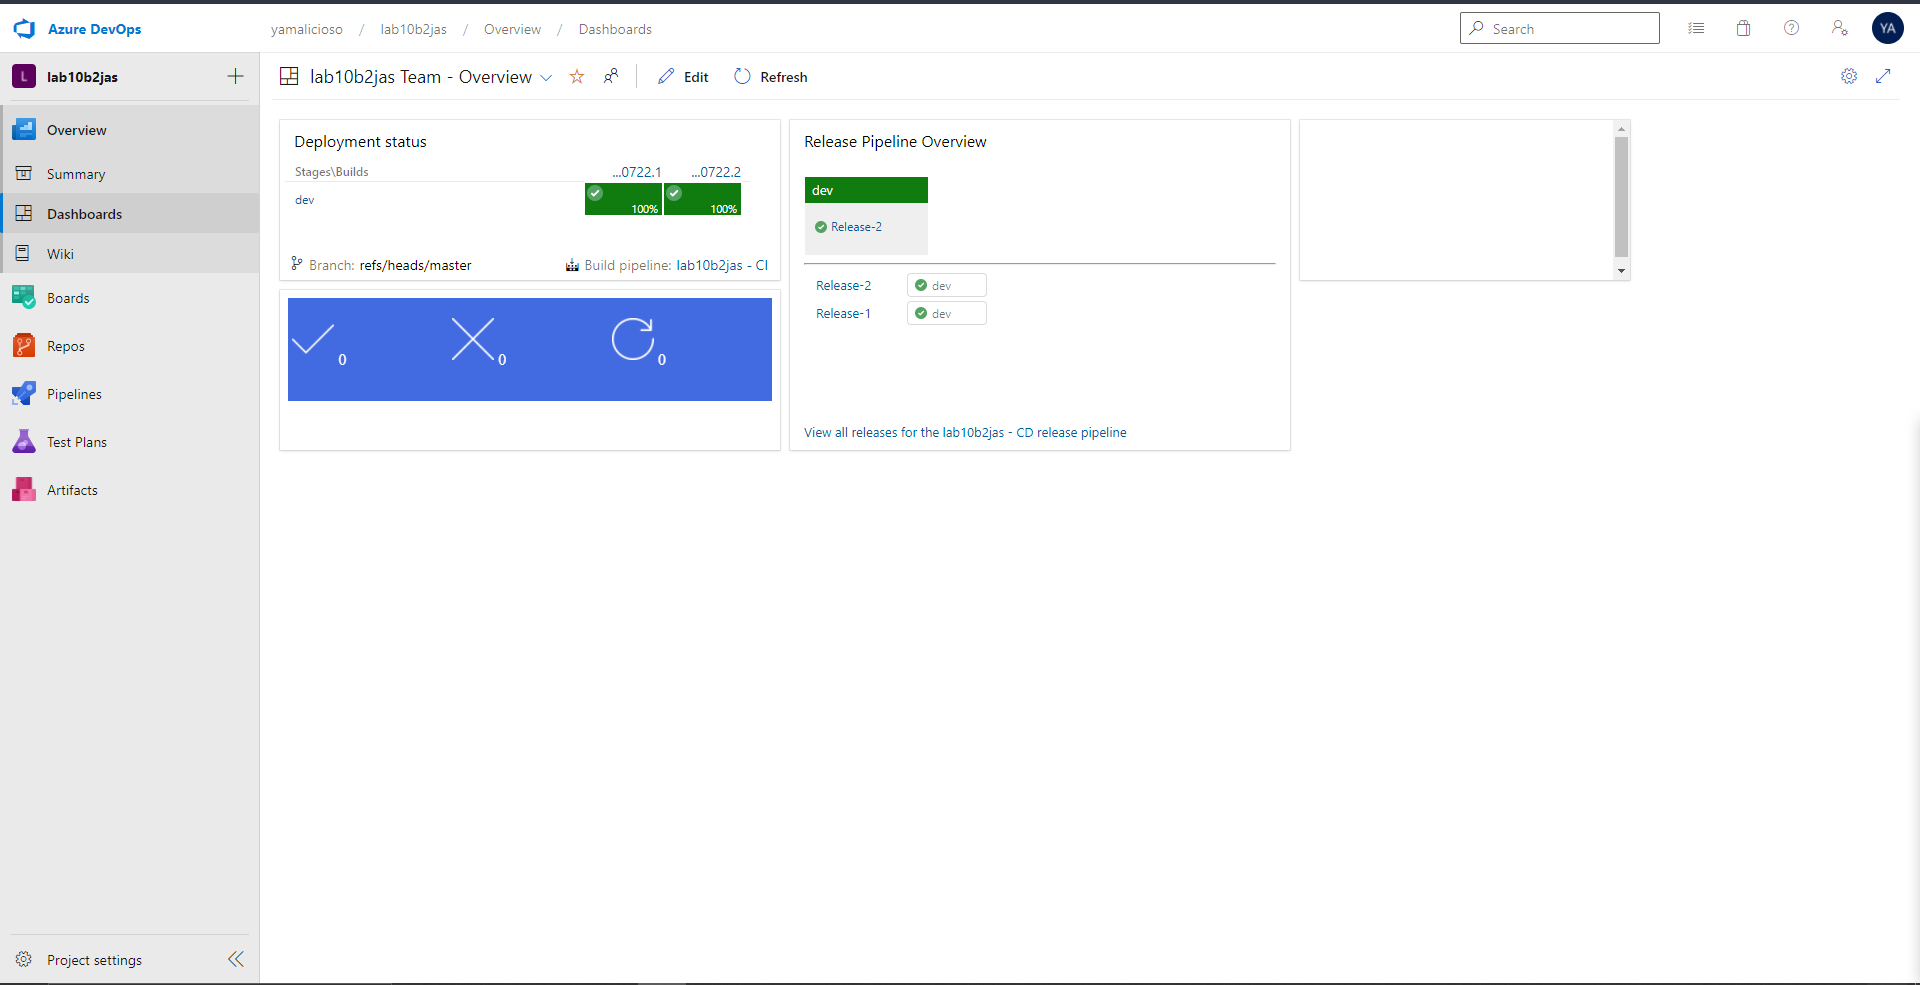 Azure DevOps
yamalicioso / lab10b2jas / Overview / Dashboards
Search
YA
L lab10b2jas
Overview
Summary
Dashboards
Wiki
Boards
Repos
Pipelines
Test Plans
Artifacts
Project settings
lab10b2jas Team - Overview
Edit
Refresh
Deployment status
Stages\Builds ...0722.1 ...0722.2
dev 100% 100%
Branch: refs/heads/master Build pipeline: lab10b2jas - CI
0 0 0
Release Pipeline Overview
dev
Release-2
Release-2 dev
Release-1 dev
View all releases for the lab10b2jas - CD release pipeline